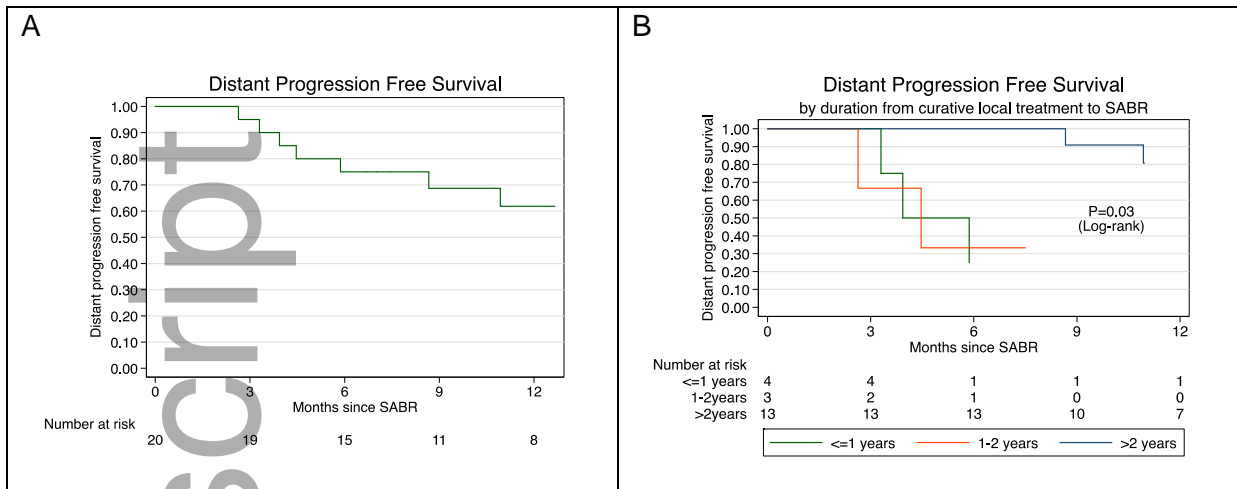 A
Distant Progression Free Survival
Distant progression free survival
1.00
0.90
0.80
0.70
0.60
0.50
0.40
0.30
0.20
0.10
0.00
0 3 6 9 12
Months since SABR
Number at risk
20 19 15 11 8
script
B
Distant Progression Free Survival
by duration from curative local treatment to SABR
Distant progression free survival
1.00
0.90
0.80
0.70
0.60
0.50
0.40
0.30
0.20
0.10
0.00
P=0.03
(Log-rank)
0 3 6 9 12
Months since SABR
Number at risk
<=1 years 4 4 1 1 1
1-2years 3 2 1 0 0
>2years 13 13 13 10 7
<=1 years 1-2 years >2 years